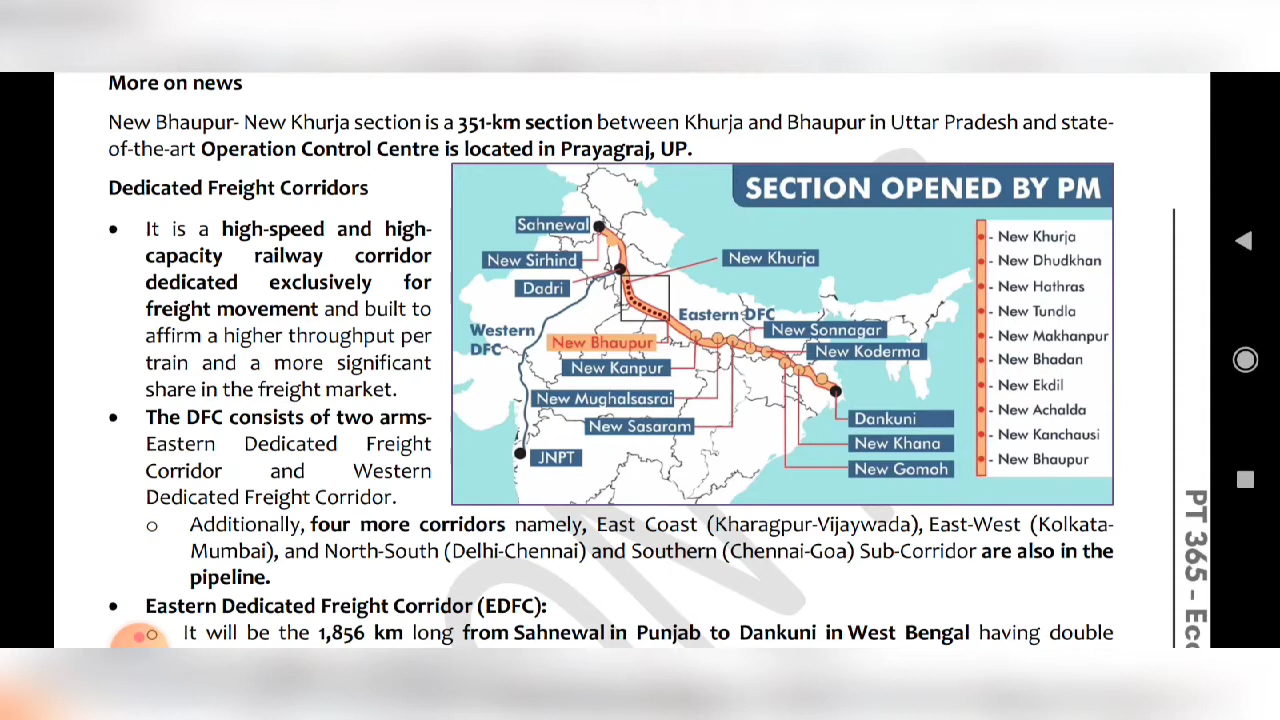 More on news
New Bhaupur- New Khurja section is a 351-km section between Khurja and Bhaupur in Uttar Pradesh and state-
of-the-art Operation Control Centre is located in Prayagraj, UP.
Dedicated Freight Corridors
• It is a high-speed and high-
capacity railway corridor
dedicated exclusively for
freight movement and built to
affirm a higher throughput per
train and a more significant
share in the freight market.
• The DFC consists of two arms-
Eastern Dedicated Freight
Corridor and Western
Dedicated Freight Corridor.
SECTION OPENED BY PM
Sahnewal
New Sirhind
Dadri
New Khurja
Western
DFC
Eastern DFC
New Bhaupur
New Kanpur
New Mughalsasrai
New Sasaram
New Sonnagar
New Koderma
Dankuni
New Khana
New Gomoh
JNPT
- New Khurja
- New Dhudkhan
- New Hathras
- New Tundla
- New Makhanpur
- New Bhadan
- New Ekdil
- New Achalda
- New Kanchausi
- New Bhaupur
o Additionally, four more corridors namely, East Coast (Kharagpur-Vijaywada), East-West (Kolkata-
Mumbai), and North-South (Delhi-Chennai) and Southern (Chennai-Goa) Sub-Corridor are also in the
pipeline.
• Eastern Dedicated Freight Corridor (EDFC):
o It will be the 1,856 km long from Sahnewal in Punjab to Dankuni in West Bengal having double
PT 365 - Ec